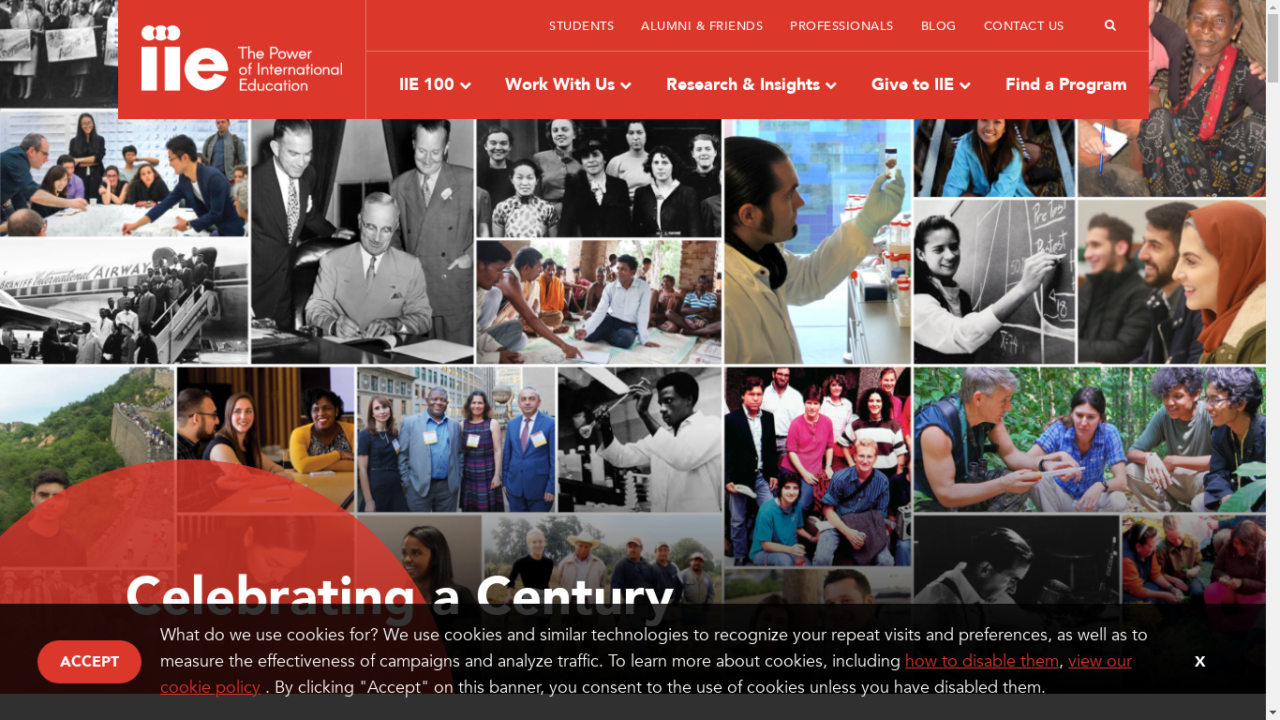 STUDENTS ALUMNI & FRIENDS PROFESSIONALS BLOG CONTACT US
iie The Power
of International
Education
IIE 100 Work With Us Research & Insights Give to IIE Find a Program
Celebrating a Century
What do we use cookies for? We use cookies and similar technologies to recognize your repeat visits and preferences, as well as to
ACCEPT measure the effectiveness of campaigns and analyze traffic. To learn more about cookies, including how to disable them, view our X
cookie policy . By clicking "Accept" on this banner, you consent to the use of cookies unless you have disabled them.